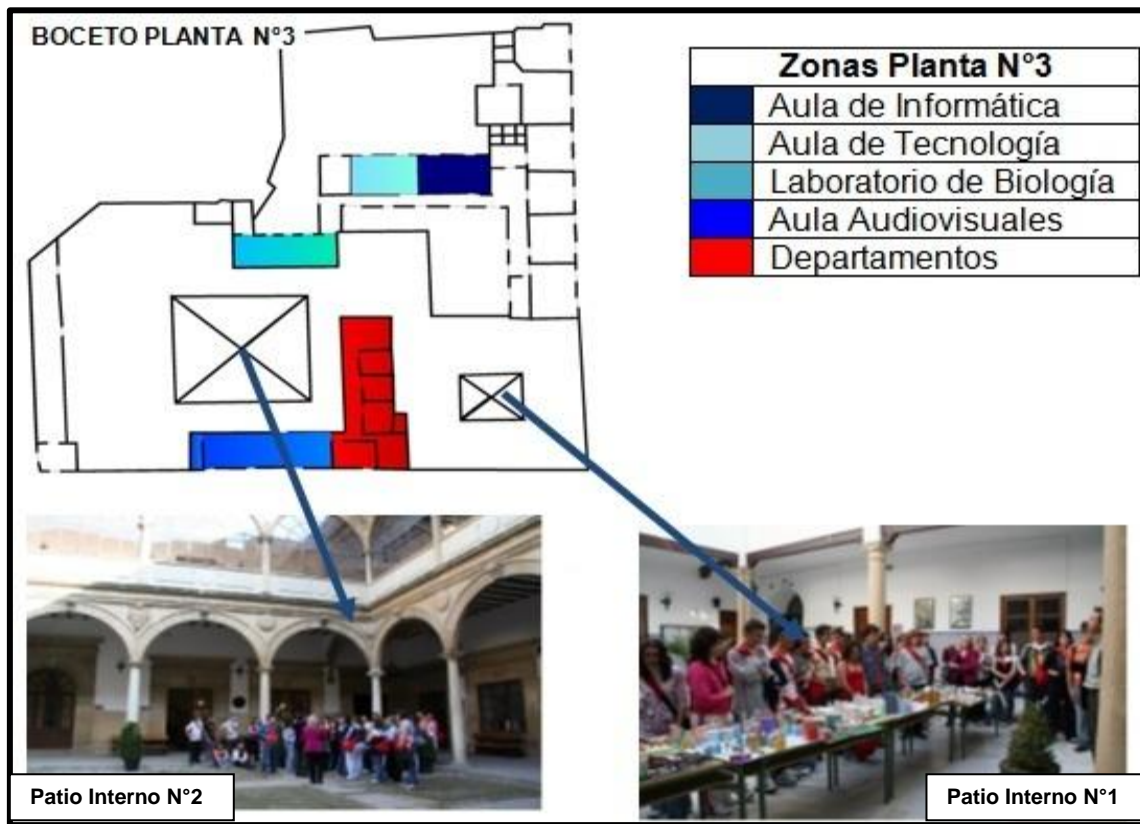 BOCETO PLANTA N°3
Zonas Planta N°3
Aula de Informática
Aula de Tecnología
Laboratorio de Biología
Aula Audiovisuales
Departamentos
Patio Interno N°2
Patio Interno N°1